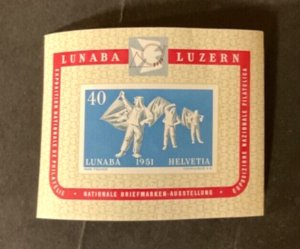 LUNABA LUZERN
EXPOSITION NATIONALE DE PHILATELIE
40
LUNABA 1951 HELVETIA
NATIONALE BRIEFMARKEN-AUSSTELLUNG
ESPOSIZIONE NAZIONALE FILATELICA